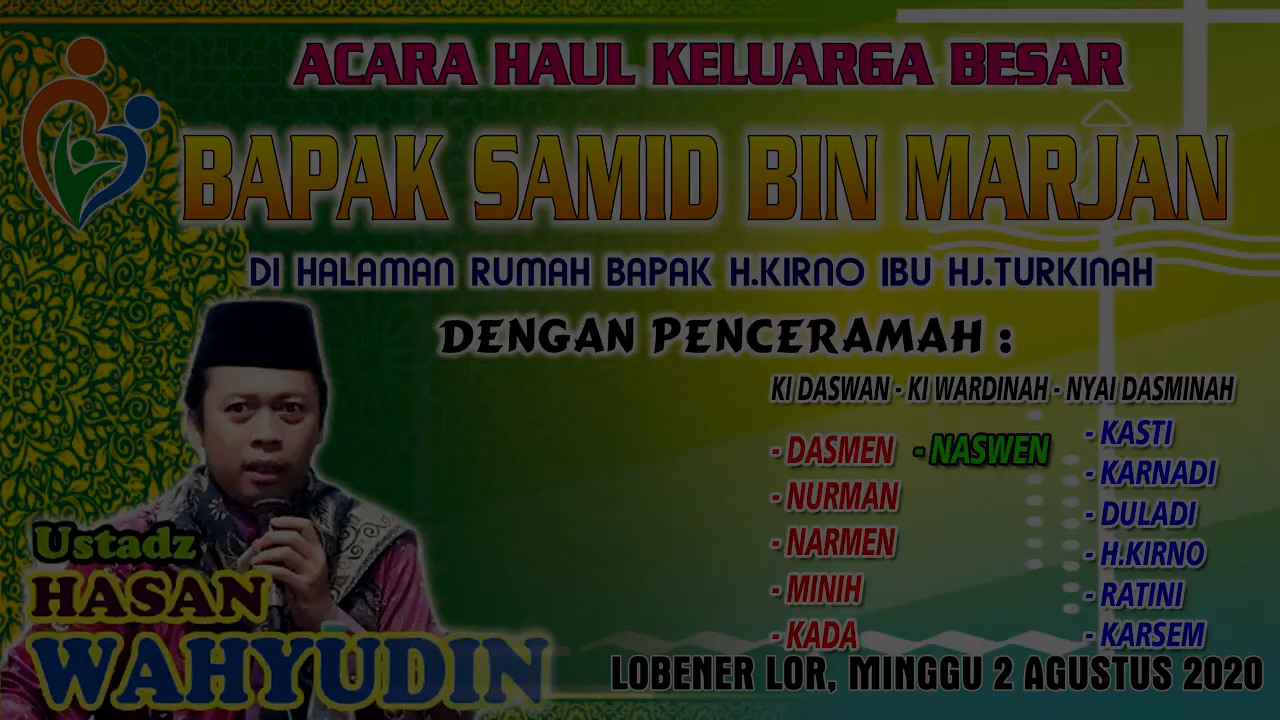 ACARA HAUL KELUARGA BESAR
BAPAK SAMID BIN MARJAN
DI HALAMAN RUMAH BAPAK H.KIRNO IBU HJ.TURKINAH
DENGAN PENCERAMAH :
KI DASWAN - KI WARDINAH - NYAI DASMINAH
- DASMEN
- NURMAN
- NARMEN
- MINIH
- KADA
- NASWEN
- KASTI
- KARNADI
- DULADI
- H.KIRNO
- RATINI
- KARSEM
Ustadz
HASAN
WAHYUDIN
LOBENER LOR, MINGGU 2 AGUSTUS 2020